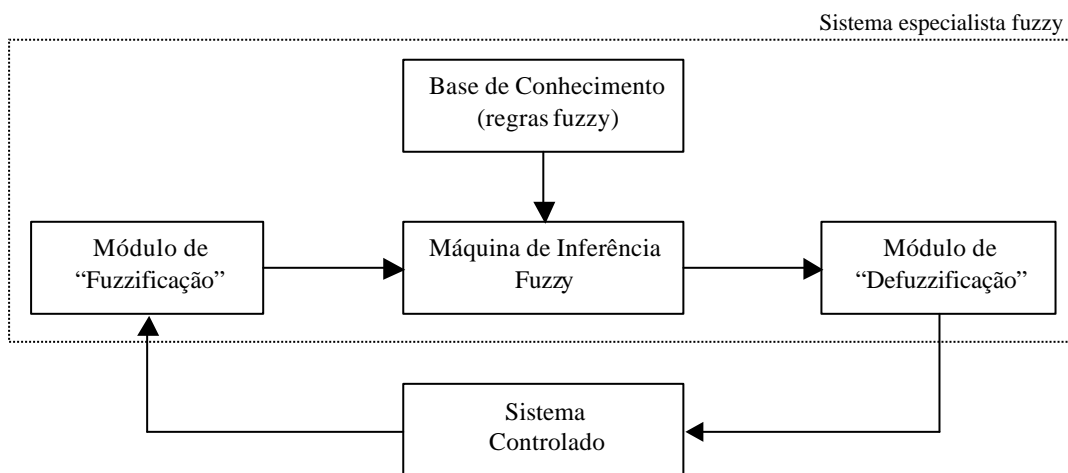 Sistema especialista fuzzy
Base de Conhecimento
(regras fuzzy)
Módulo de
“Fuzzificação”
Máquina de Inferência
Fuzzy
Módulo de
“Defuzzificação”
Sistema
Controlado